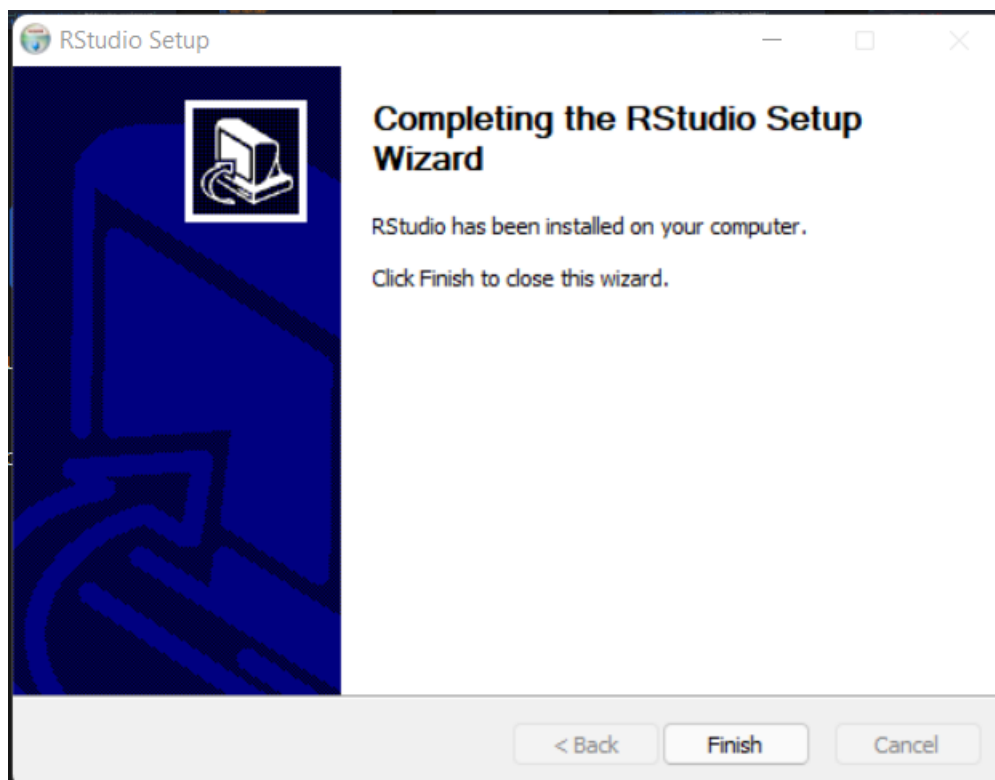 RStudio Setup
Completing the RStudio Setup
Wizard
RStudio has been installed on your computer.
Click Finish to close this wizard.
< Back
Finish
Cancel